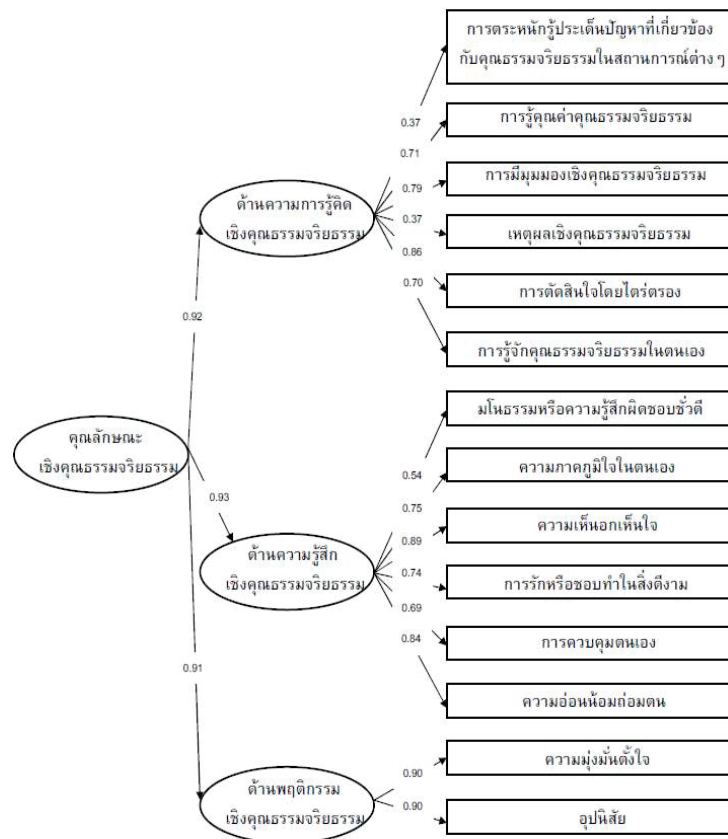 การตระหนักรู้ประเด็นปัญหาที่เกี่ยวข้อง
กับคุณธรรมจริยธรรมในสถานการณ์ต่าง ๆ
0.37
การรู้คุณค่าคุณธรรมจริยธรรม
0.71
การมีมุมมองเชิงคุณธรรมจริยธรรม
0.79
ด้านความการรู้คิด
เชิงคุณธรรมจริยธรรม
0.37
เหตุผลเชิงคุณธรรมจริยธรรม
0.86
0.70
การตัดสินใจโดยไตร่ตรอง
0.92
การรู้จักคุณธรรมจริยธรรมในตนเอง
มโนธรรมหรือความรู้สึกผิดชอบชั่วดี
คุณลักษณะ
เชิงคุณธรรมจริยธรรม
0.54
ความภาคภูมิใจในตนเอง
0.93
0.75
ความเห็นอกเห็นใจ
0.89
ด้านความรู้สึก
เชิงคุณธรรมจริยธรรม
0.74
การรักหรือชอบทำในสิ่งดีงาม
0.69
0.84
การควบคุมตนเอง
0.91
ความอ่อนน้อมถ่อมตน
ความมุ่งมั่นตั้งใจ
0.90
ด้านพฤติกรรม
เชิงคุณธรรมจริยธรรม
0.90
อุปนิสัย